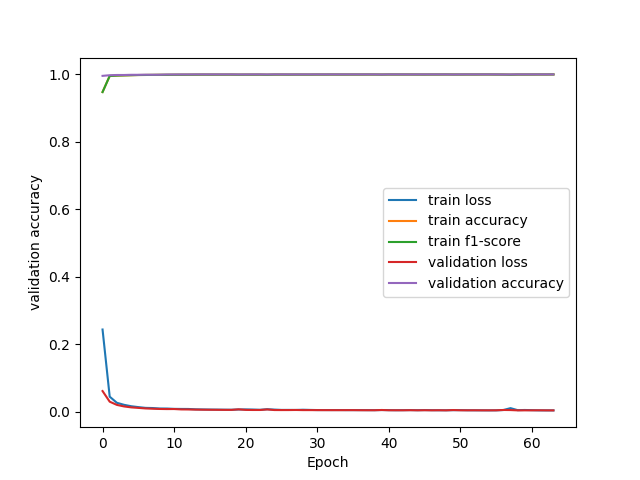 1.0
0.8
0.6
0.4
0.2
0.0
validation accuracy
train loss
train accuracy
train f1-score
validation loss
validation accuracy
0 10 20 30 40 50 60
Epoch